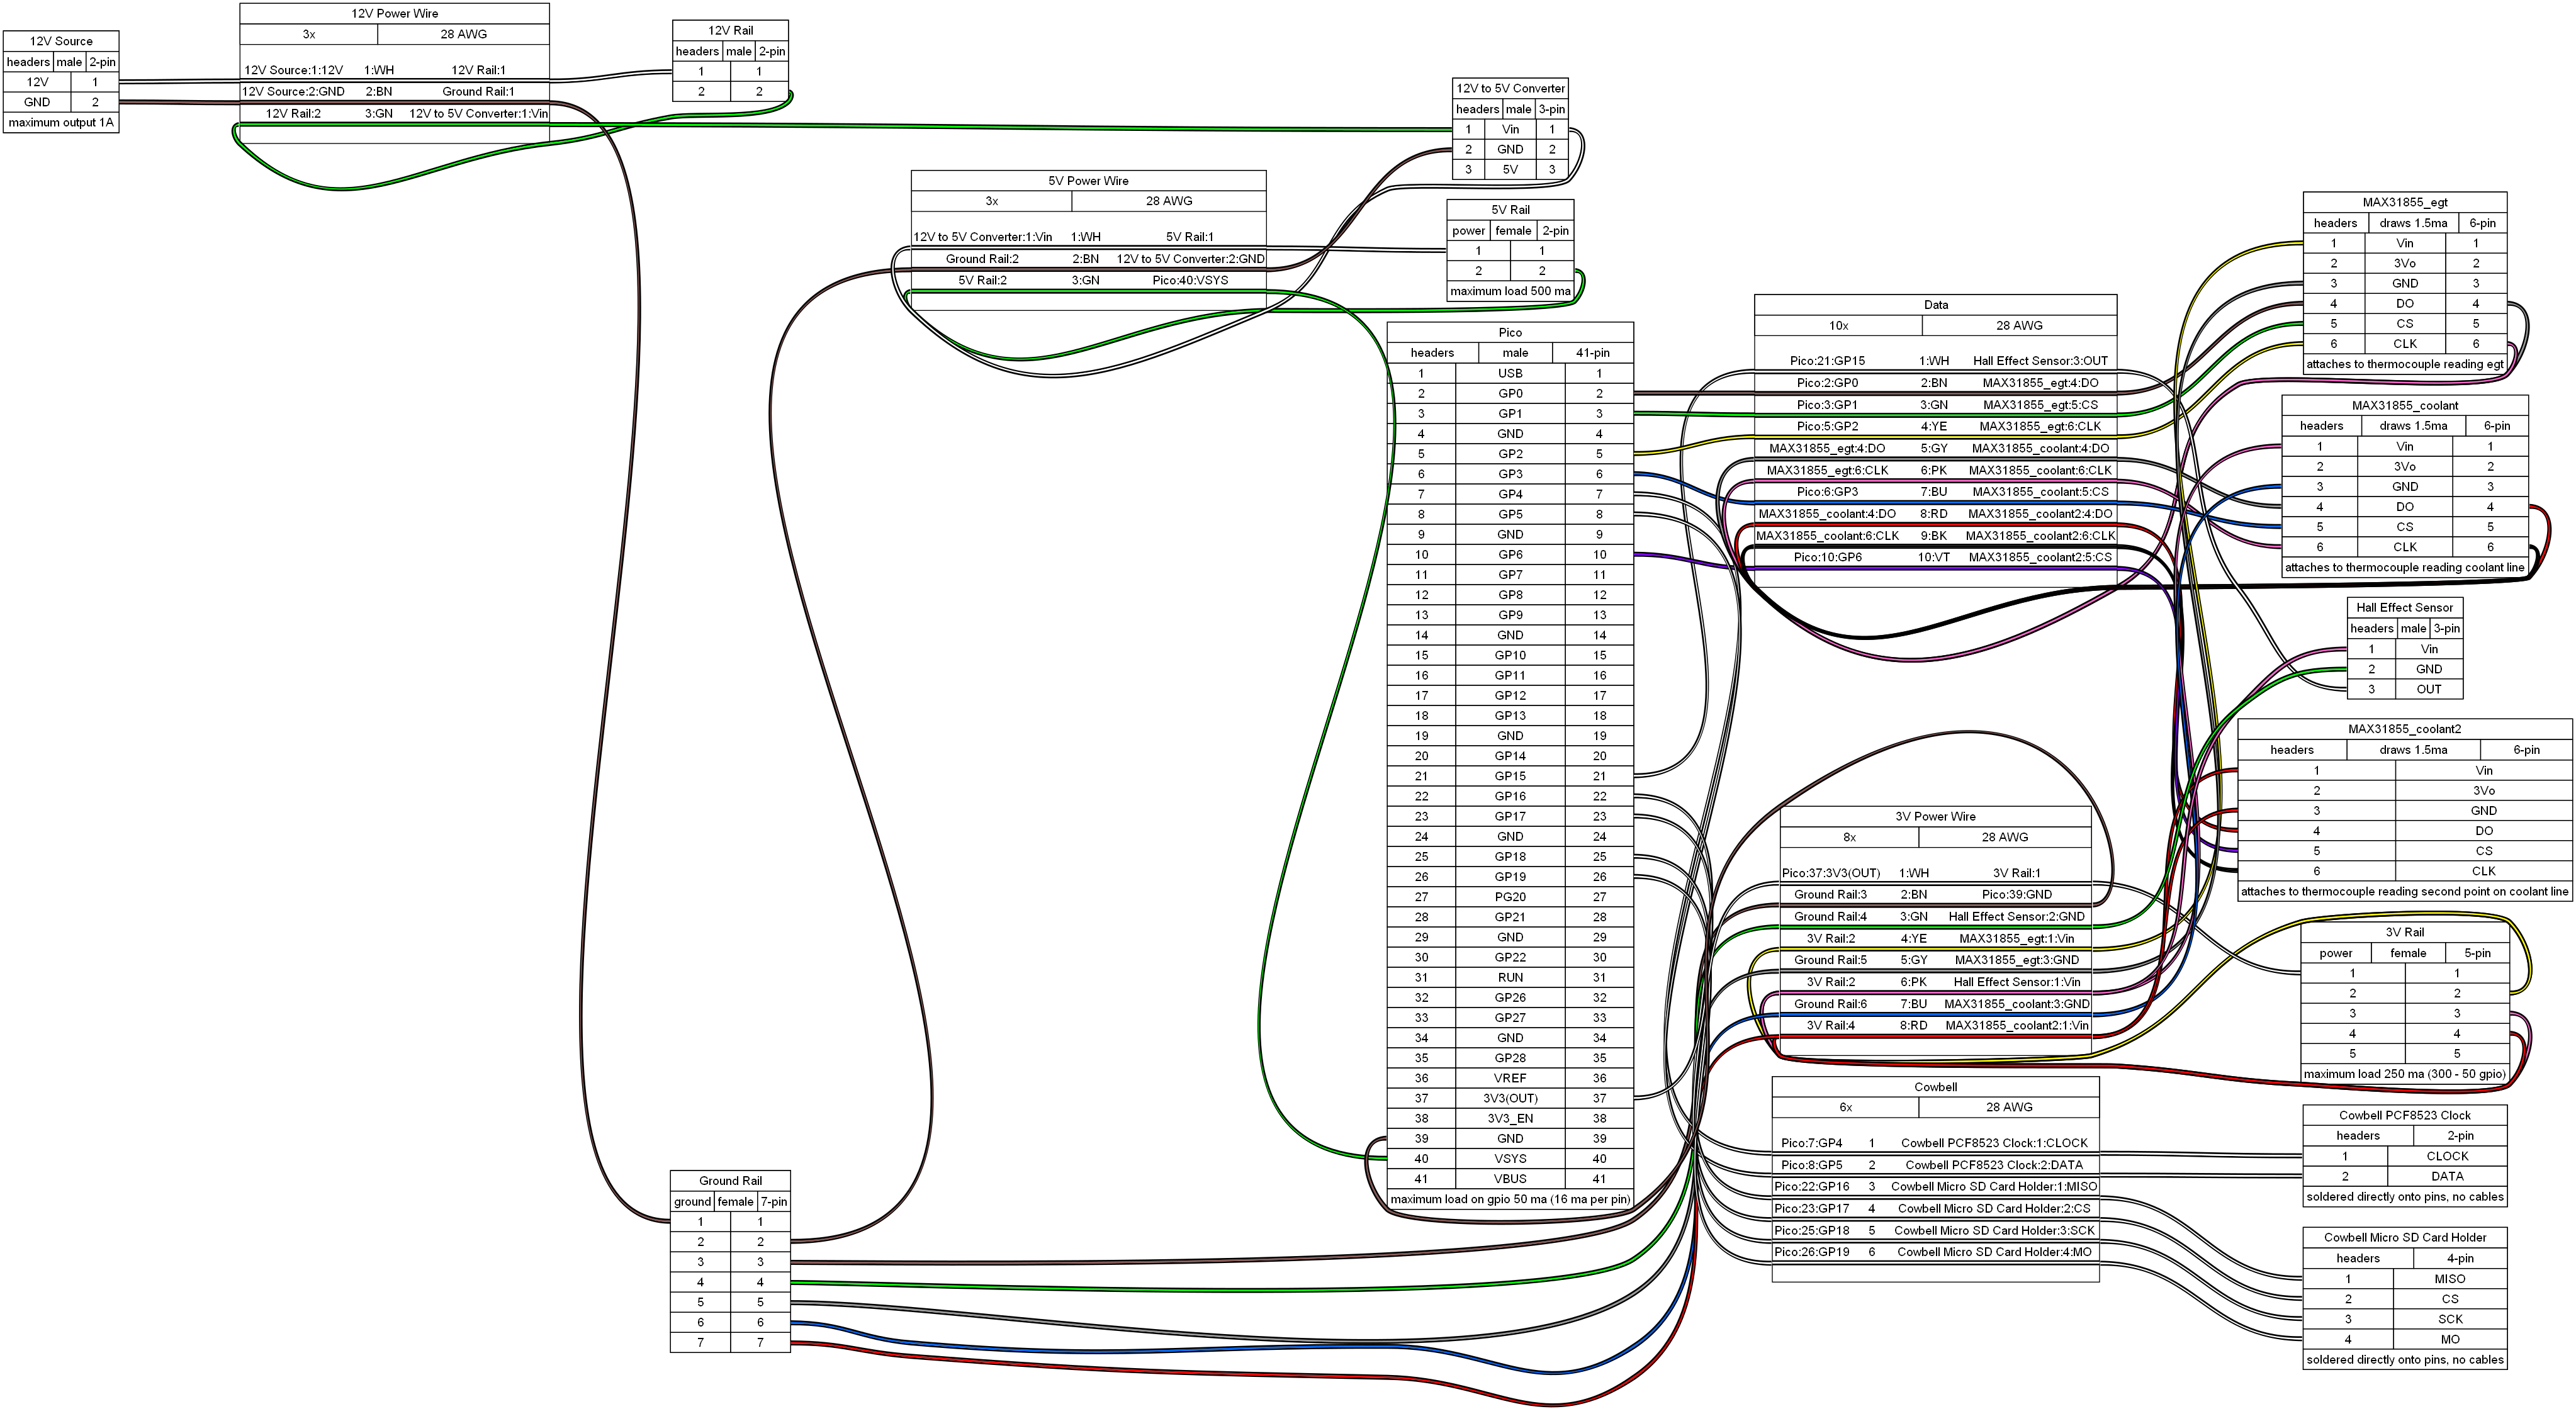 12V Source
headers male 2-pin
12V 1
GND 2
maximum output 1A
12V Power Wire
3x 28 AWG
12V Source:1:12V 1:WH 12V Rail:1
12V Source:2:GND 2:BN Ground Rail:1
12V Rail:2 3:GN 12V to 5V Converter:1:Vin
12V Rail
headers male 2-pin
1 1
2 2
12V to 5V Converter
headers male 3-pin
1 Vin 1
2 GND 2
3 5V 3
5V Power Wire
3x 28 AWG
12V to 5V Converter:1:Vin 1:WH 5V Rail:1
Ground Rail:2 2:BN 12V to 5V Converter:2:GND
5V Rail:2 3:GN Pico:40:VSYS
5V Rail
power female 2-pin
1 1
2 2
maximum load 500 ma
Pico
headers male 41-pin
1 USB 1
2 GP0 2
3 GP1 3
4 GND 4
5 GP2 5
6 GP3 6
7 GP4 7
8 GP5 8
9 GND 9
10 GP6 10
11 GP7 11
12 GP8 12
13 GP9 13
14 GND 14
15 GP10 15
16 GP11 16
17 GP12 17
18 GP13 18
19 GND 19
20 GP14 20
21 GP15 21
22 GP16 22
23 GP17 23
24 GND 24
25 GP18 25
26 GP19 26
27 PG20 27
28 GP21 28
29 GND 29
30 GP22 30
31 RUN 31
32 GP26 32
33 GP27 33
34 GND 34
35 GP28 35
36 VREF 36
37 3V3(OUT) 37
38 3V3_EN 38
39 GND 39
40 VSYS 40
41 VBUS 41
maximum load on gpio 50 ma (16 ma per pin)
Ground Rail
ground female 7-pin
1 1
2 2
3 3
4 4
5 5
6 6
7 7
Data
10x 28 AWG
Pico:21:GP15 1:WH Hall Effect Sensor:3:OUT
Pico:2:GP0 2:BN MAX31855_egt:4:DO
Pico:3:GP1 3:GN MAX31855_egt:5:CS
Pico:5:GP2 4:YE MAX31855_egt:6:CLK
MAX31855_egt:4:DO 5:GY MAX31855_coolant:4:DO
MAX31855_egt:6:CLK 6:PK MAX31855_coolant:6:CLK
Pico:6:GP3 7:BU MAX31855_coolant:5:CS
MAX31855_coolant:4:DO 8:RD MAX31855_coolant2:4:DO
MAX31855_coolant:6:CLK 9:BK MAX31855_coolant2:6:CLK
Pico:10:GP6 10:VT MAX31855_coolant2:5:CS
3V Power Wire
8x 28 AWG
Pico:37:3V3(OUT) 1:WH 3V Rail:1
Ground Rail:3 2:BN Pico:39:GND
Ground Rail:4 3:GN Hall Effect Sensor:2:GND
3V Rail:2 4:YE MAX31855_egt:1:Vin
Ground Rail:5 5:GY MAX31855_egt:3:GND
3V Rail:2 6:PK Hall Effect Sensor:1:Vin
Ground Rail:6 7:BU MAX31855_coolant:3:GND
3V Rail:4 8:RD MAX31855_coolant2:1:Vin
Cowbell
6x 28 AWG
Pico:7:GP4 1 Cowbell PCF8523 Clock:1:CLOCK
Pico:8:GP5 2 Cowbell PCF8523 Clock:2:DATA
Pico:22:GP16 3 Cowbell Micro SD Card Holder:1:MISO
Pico:23:GP17 4 Cowbell Micro SD Card Holder:2:CS
Pico:25:GP18 5 Cowbell Micro SD Card Holder:3:SCK
Pico:26:GP19 6 Cowbell Micro SD Card Holder:4:MO
MAX31855_egt
headers draws 1.5ma 6-pin
1 Vin 1
2 3Vo 2
3 GND 3
4 DO 4
5 CS 5
6 CLK 6
attaches to thermocouple reading egt
MAX31855_coolant
headers draws 1.5ma 6-pin
1 Vin 1
2 3Vo 2
3 GND 3
4 DO 4
5 CS 5
6 CLK 6
attaches to thermocouple reading coolant line
Hall Effect Sensor
headers male 3-pin
1 Vin
2 GND
3 OUT
MAX31855_coolant2
headers draws 1.5ma 6-pin
1 Vin
2 3Vo
3 GND
4 DO
5 CS
6 CLK
attaches to thermocouple reading second point on coolant line
3V Rail
power female 5-pin
1 1
2 2
3 3
4 4
5 5
maximum load 250 ma (300 - 50 gpio)
Cowbell PCF8523 Clock
headers 2-pin
1 CLOCK
2 DATA
soldered directly onto pins, no cables
Cowbell Micro SD Card Holder
headers 4-pin
1 MISO
2 CS
3 SCK
4 MO
soldered directly onto pins, no cables